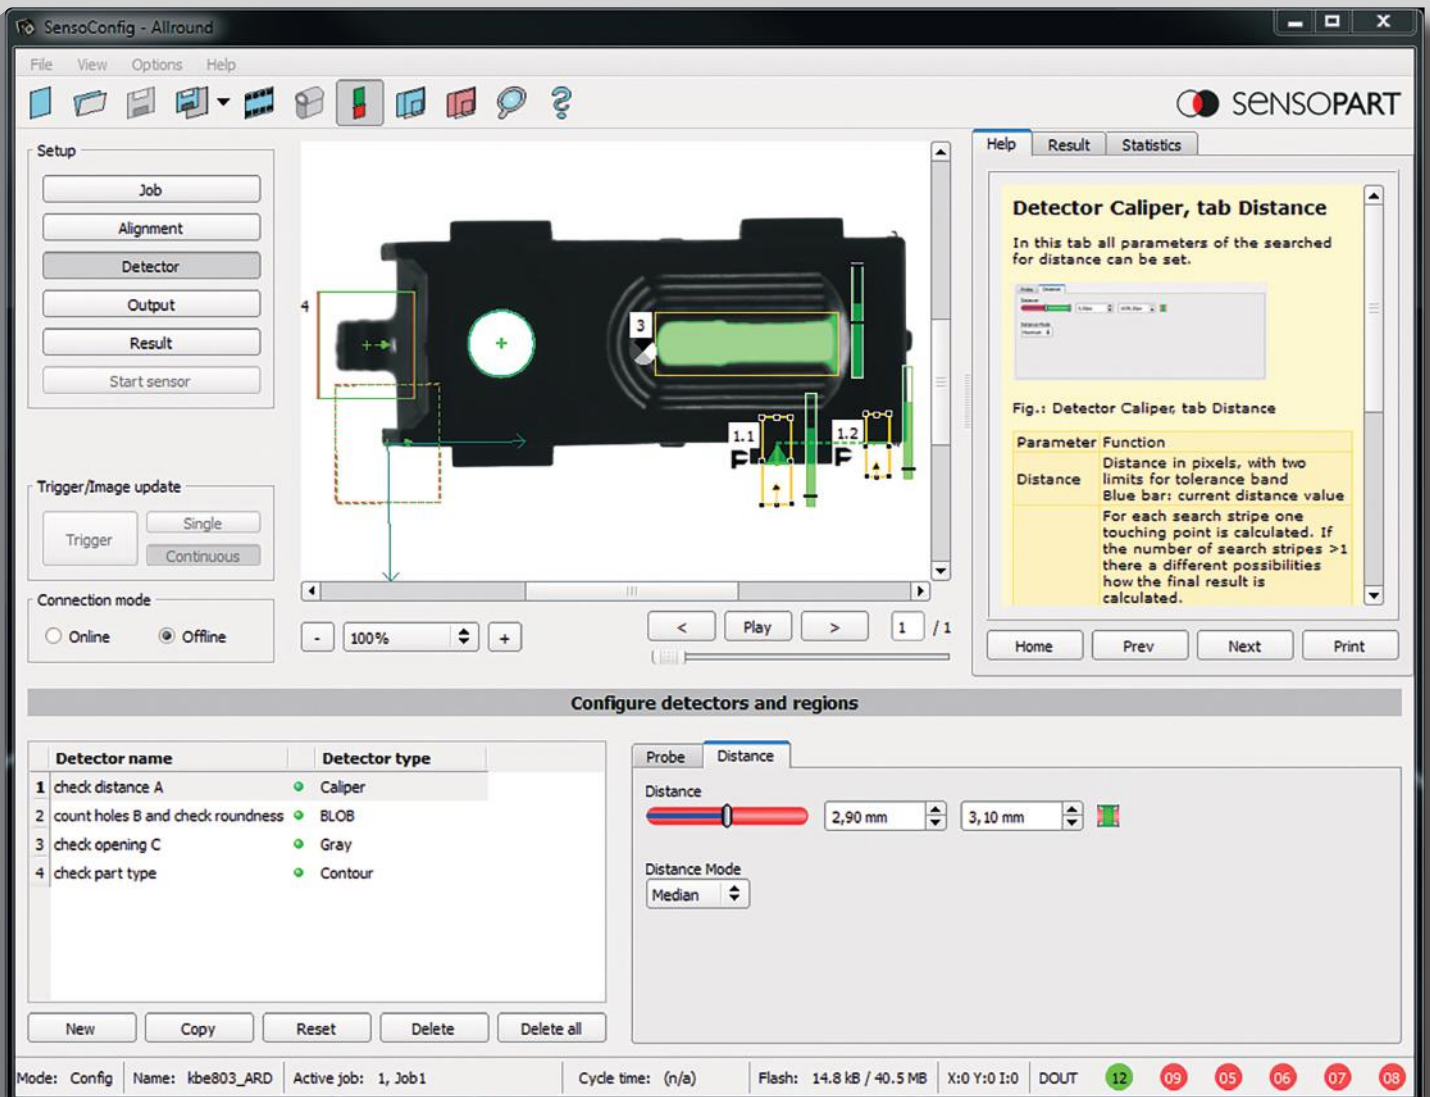 SensoConfig - Allround
File View Options Help
SENSOPART
Setup
Job
Alignment
Detector
Output
Result
Start sensor
Trigger/Image update
Trigger
Single
Continuous
Connection mode
Online Offline
4
3
1.1
1.2
- 100% +
< Play > 1 / 1
Help Result Statistics
Detector Caliper, tab Distance
In this tab all parameters of the searched
for distance can be set.
Fig.: Detector Caliper, tab Distance
Parameter Function
Distance
Distance in pixels, with two
limits for tolerance band
Blue bar: current distance value
For each search stripe one
touching point is calculated. If
the number of search stripes >1
there a different possibilities
how the final result is
calculated.
Home Prev Next Print
Configure detectors and regions
Detector name Detector type
1 check distance A Caliper
2 count holes B and check roundness BLOB
3 check opening C Gray
4 check part type Contour
New Copy Reset Delete Delete all
Probe Distance
Distance
2,90 mm 3,10 mm
Distance Mode
Median
Mode: Config Name: kbe803_ARD Active job: 1, Job1 Cycle time: (n/a) Flash: 14.8 kB / 40.5 MB X:0 Y:0 I:0 DOUT 12 09 05 06 07 08